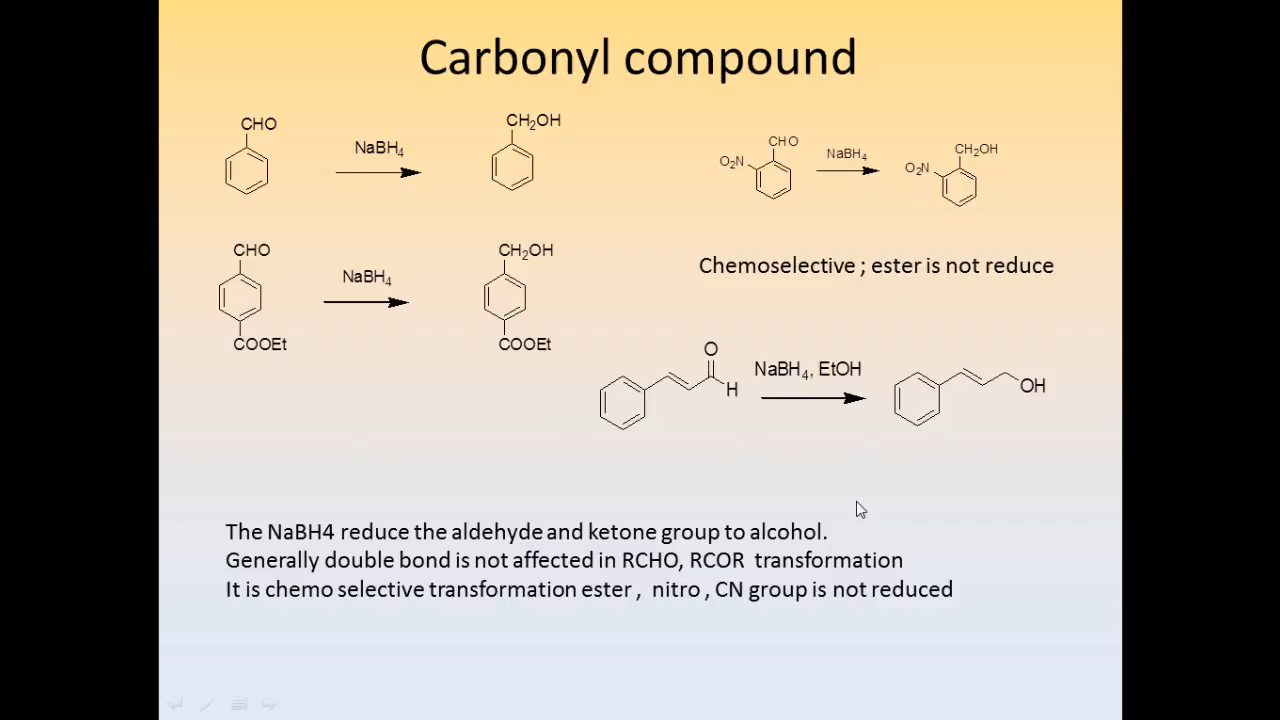 Carbonyl compound
CHO
NaBH4
CH2OH
CHO
O2N
NaBH4
CH2OH
O2N
CHO
NaBH4
CH2OH
COOEt
COOEt
Chemoselective ; ester is not reduce
O
H
NaBH4, EtOH
OH
The NaBH4 reduce the aldehyde and ketone group to alcohol.
Generally double bond is not affected in RCHO, RCOR transformation
It is chemo selective transformation ester , nitro , CN group is not reduced